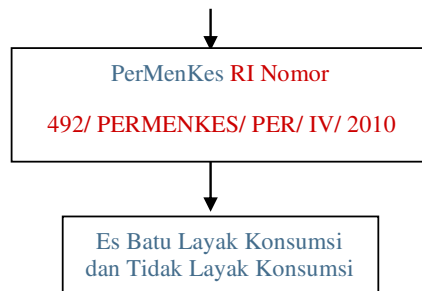 PerMenKes RI Nomor
492/ PERMENKES/ PER/ IV/ 2010
Es Batu Layak Konsumsi
dan Tidak Layak Konsumsi